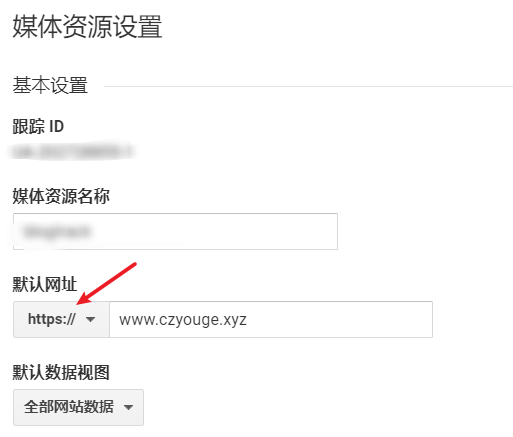 媒体资源设置
基本设置
跟踪 ID
媒体资源名称
默认网址
https:// www.czyouge.xyz
默认数据视图
全部网站数据